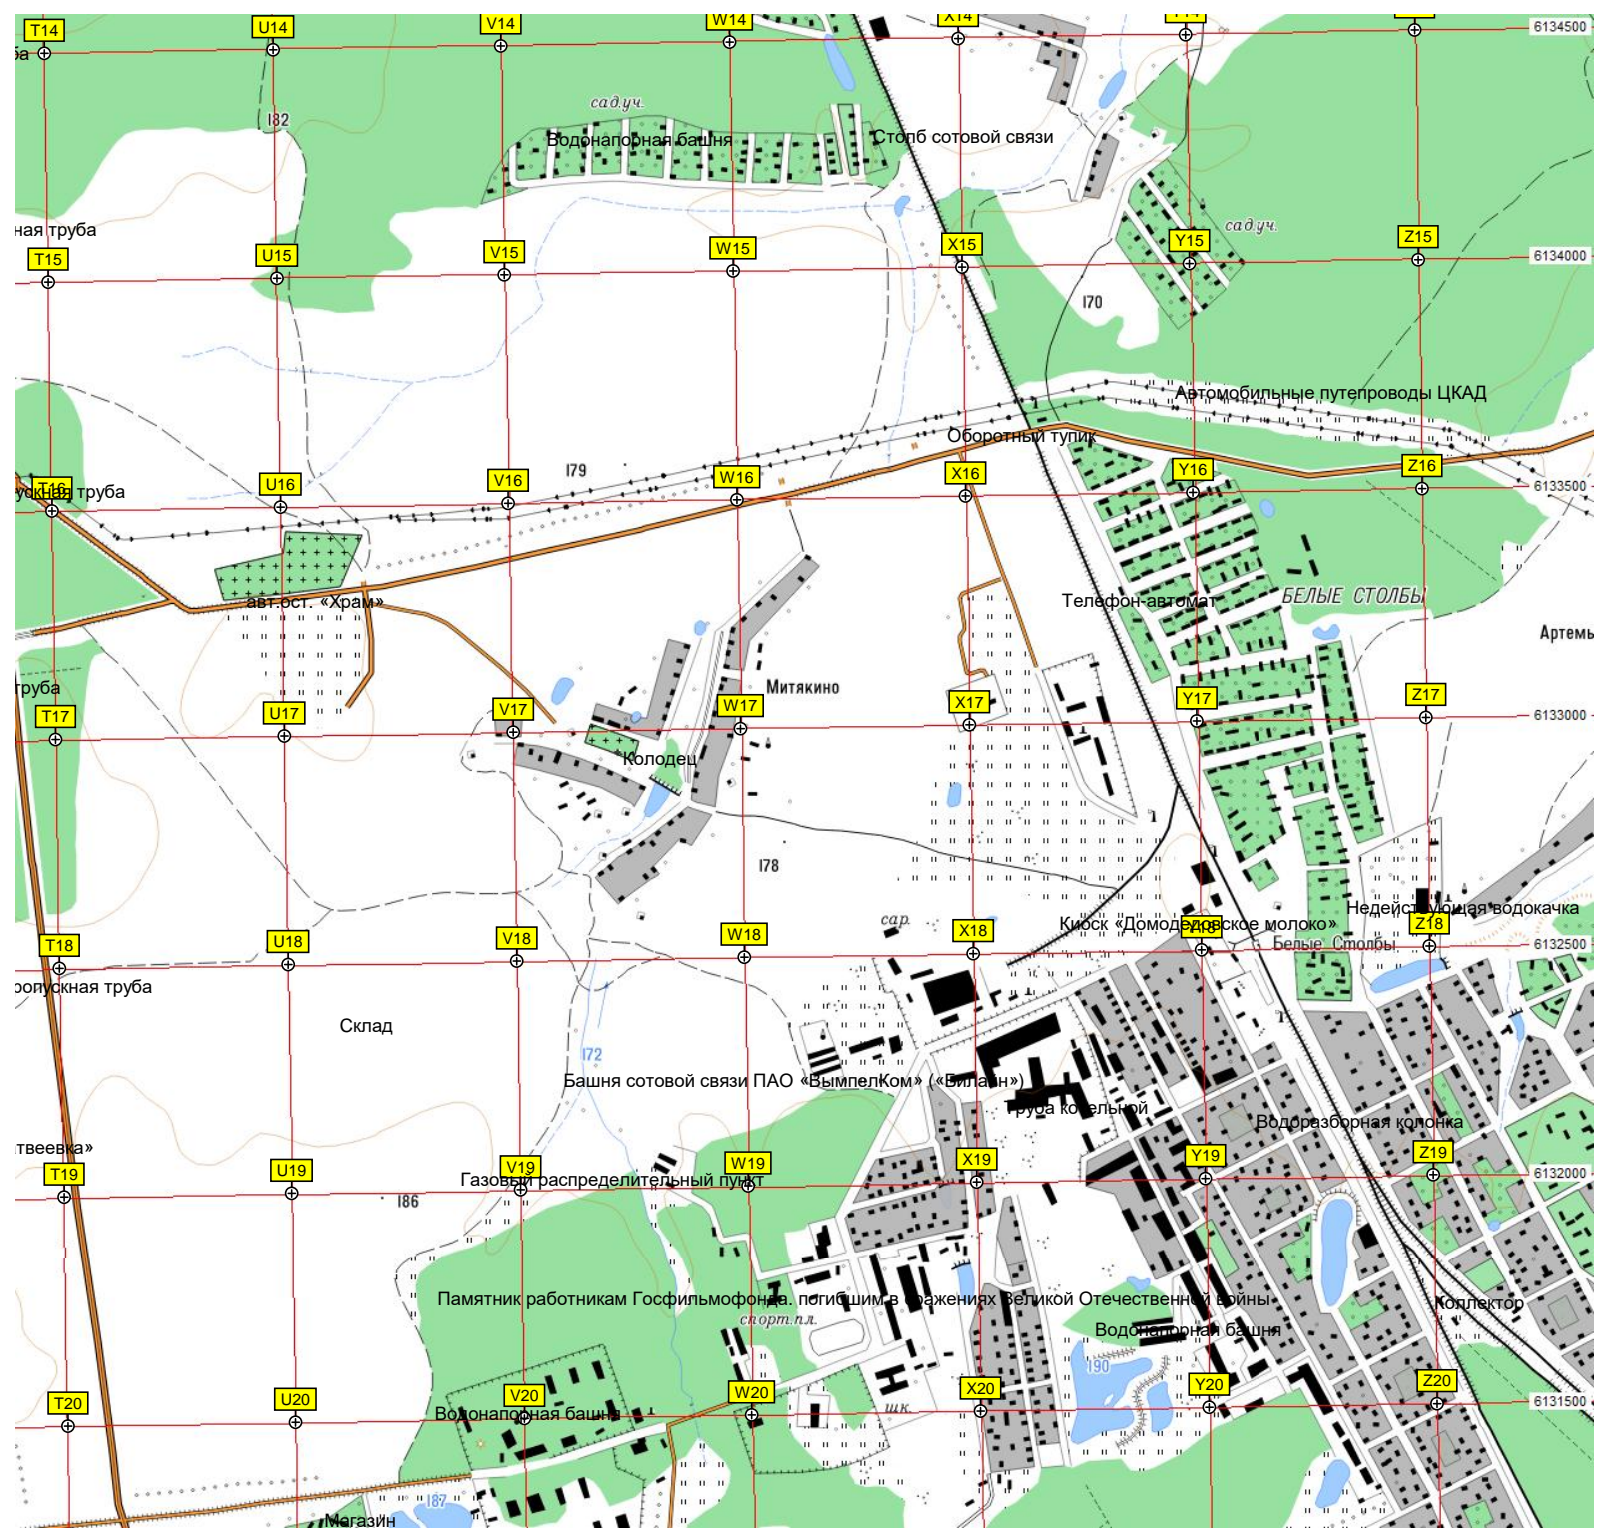 T14
U14
V14
W14
X14
Y14
6134500
ба
182
сад.уч.
Водонапорная башня
Столб сотовой связи
ная труба
сад.уч.
T15
U15
V15
W15
X15
Y15
Z15
6134000
170
Автомобильные путепроводы ЦКАД
Оборотный тупик
179
T16
ускная труба
U16
V16
W16
X16
Y16
Z16
6133500
авт.ост. «Храм»
Телефон-автомат
БЕЛЫЕ СТОЛБЫ
Артемь
труба
Митякино
T17
U17
V17
W17
X17
Y17
Z17
6133000
Колодец
178
сар.
Киоск «Домодедовское молоко»
Недействующая водокачка
T18
U18
V18
W18
X18
Y18
Z18
Белые Столбы
6132500
ропускная труба
Склад
172
Башня сотовой связи ПАО «ВымпелКом» («Билайн»)
Труба котельной
Водоразборная колонка
твеевка»
T19
U19
V19
W19
X19
Y19
Z19
6132000
Газовый распределительный пункт
186
Памятник работникам Госфильмофонда. погибшим в сражениях Великой Отечественной войны
Коллектор
спорт.пл.
Водонапорная башня
190
T20
U20
V20
W20
X20
Y20
Z20
6131500
Водонапорная башня
шк.
187
Магазин